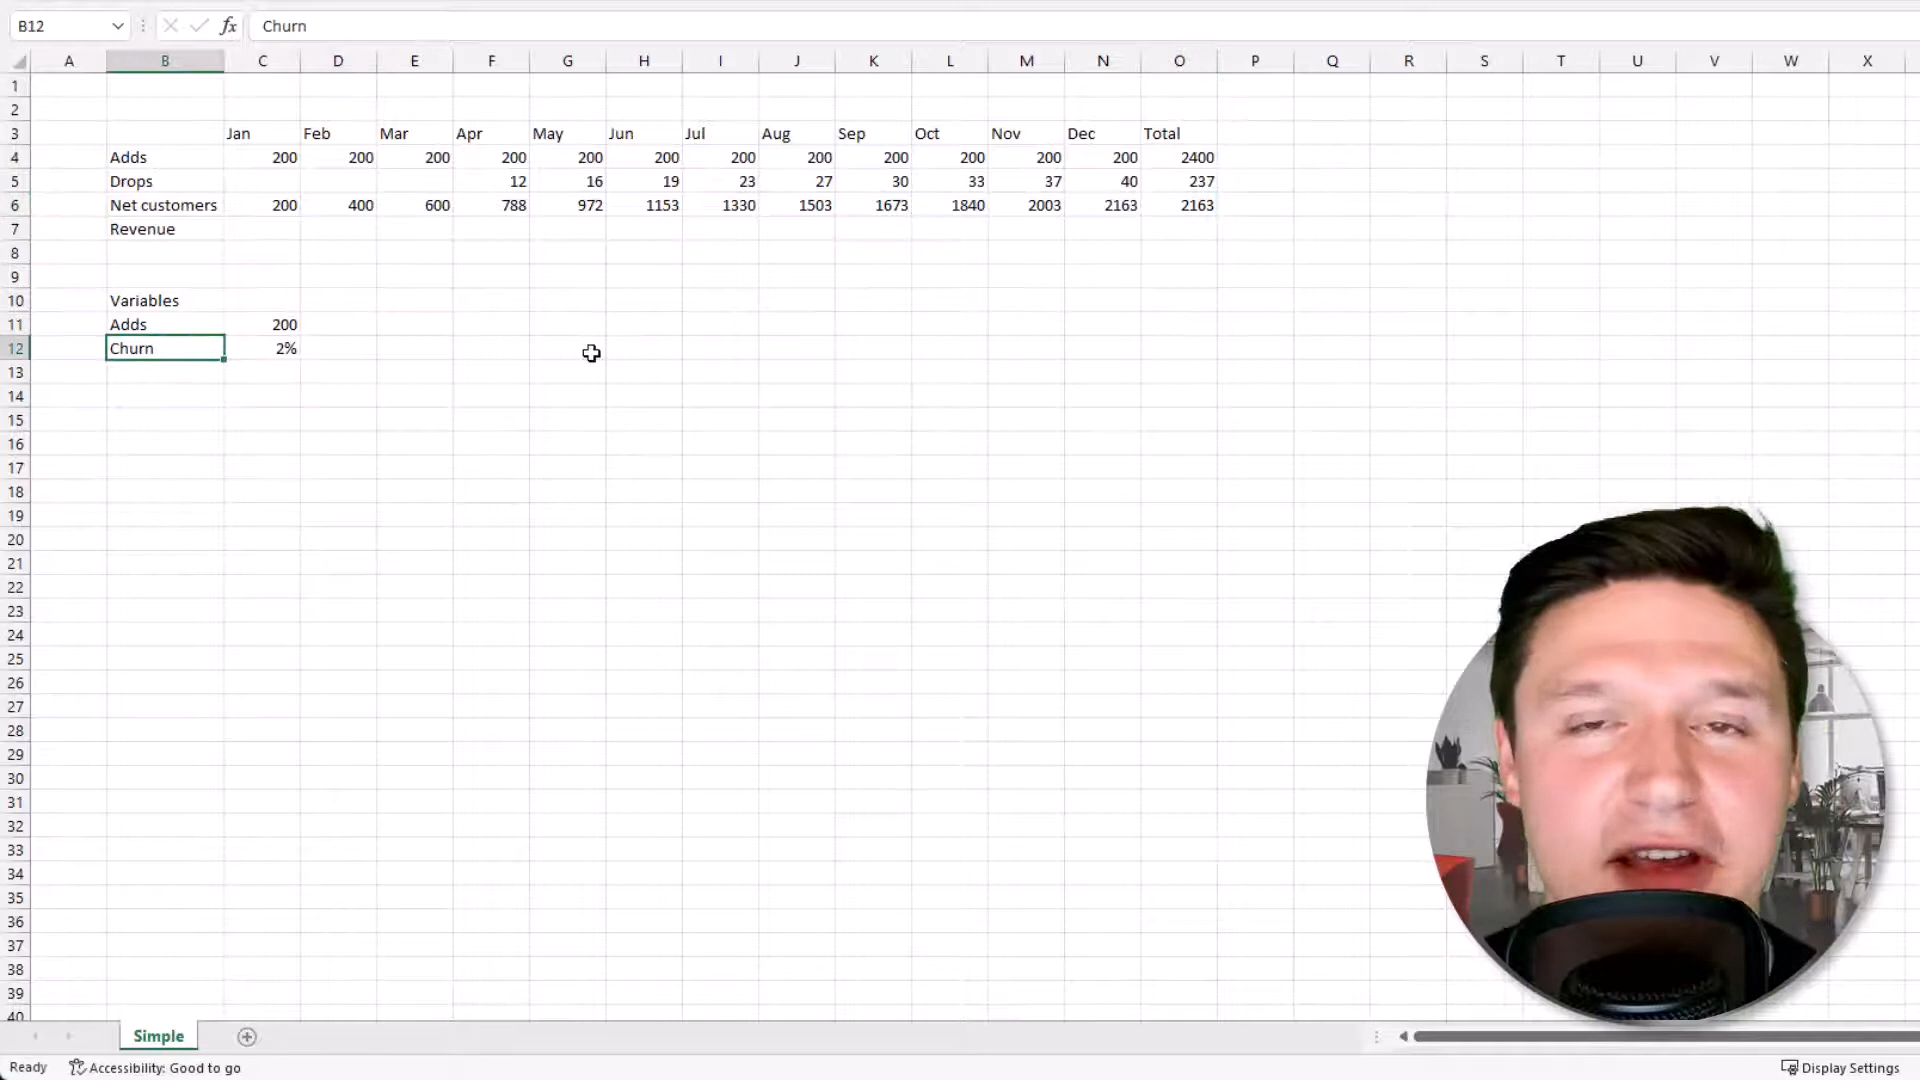 B12 fx Churn
A B C D E F G H I J K L M N O P Q R S T U V W X
1
2
3 Jan Feb Mar Apr May Jun Jul Aug Sep Oct Nov Dec Total
4 Adds 200 200 200 200 200 200 200 200 200 200 200 200 2400
5 Drops 12 16 19 23 27 30 33 37 40 237
6 Net customers 200 400 600 788 972 1153 1330 1503 1673 1840 2003 2163 2163
7 Revenue
8
9
10 Variables
11 Adds 200
12 Churn 2%
13
14
15
16
17
18
19
20
21
22
23
24
25
26
27
28
29
30
31
32
33
34
35
36
37
38
39
40
Simple
Ready Accessibility: Good to go Display Settings